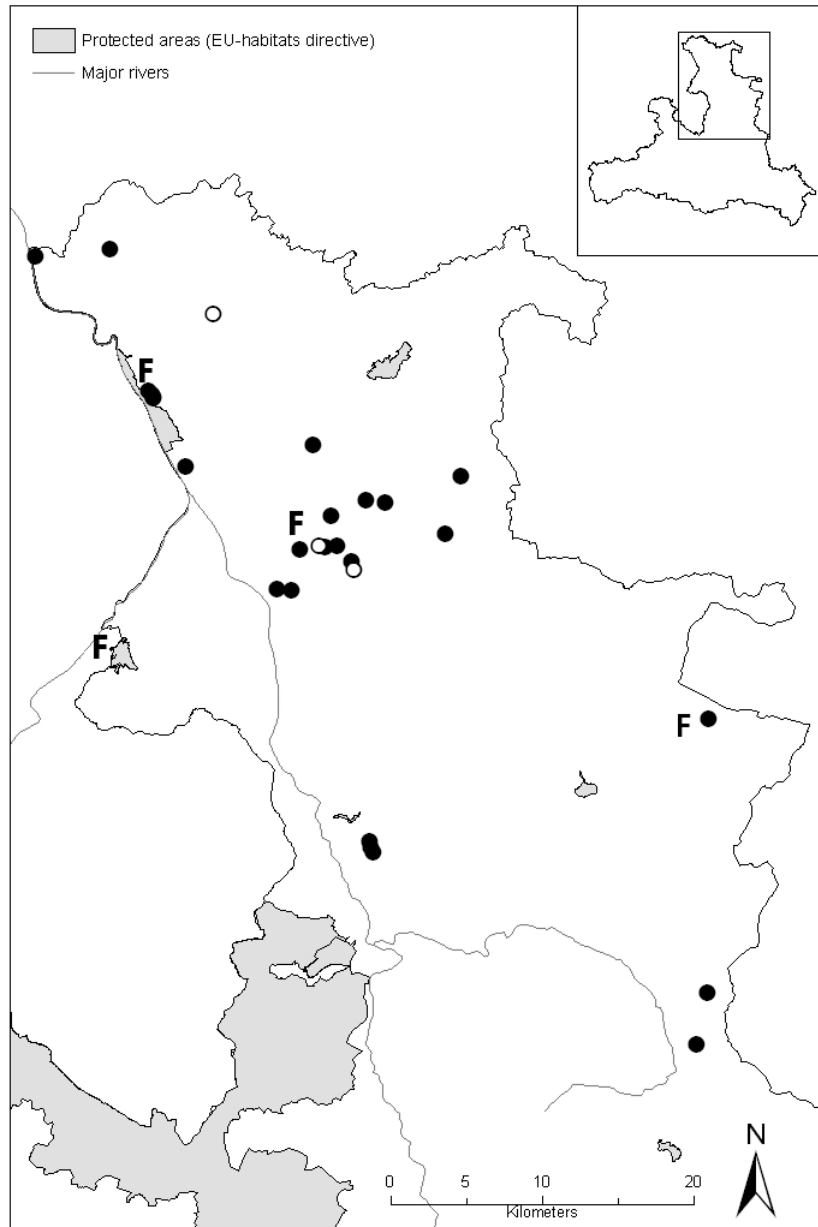 Protected areas (EU-habitats directive)
Major rivers
F
F
F
F
N
0 5 10 20
Kilometers